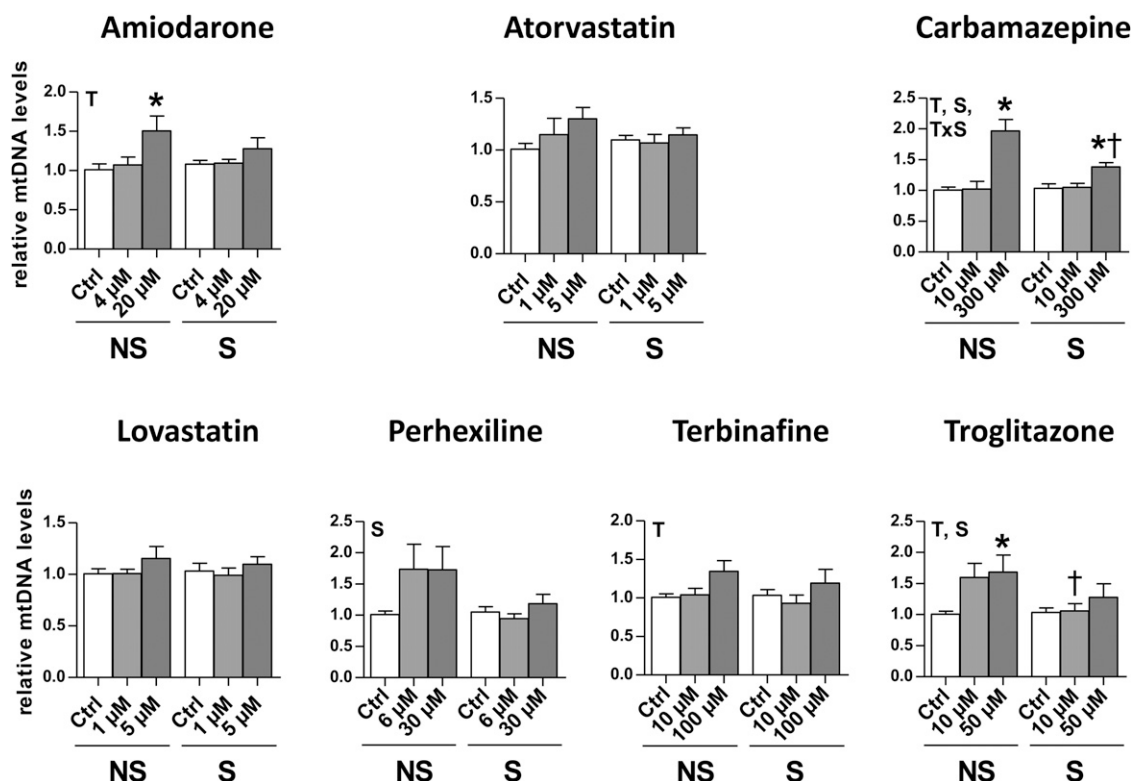 Amiodarone
Atorvastatin
Carbamazepine
relative mtDNA levels
2.0
1.5
1.0
0.5
0.0
T
*
Ctrl
4 µM
20 µM
Ctrl
4 µM
20 µM
NS
S
1.5
1.0
0.5
0.0
Ctrl
1 µM
5 µM
Ctrl
1 µM
5 µM
NS
S
2.5
2.0
1.5
1.0
0.5
0.0
T, S,
TxS
*
*†
Ctrl
10 µM
300 µM
Ctrl
10 µM
300 µM
NS
S
Lovastatin
Perhexiline
Terbinafine
Troglitazone
relative mtDNA levels
1.5
1.0
0.5
0.0
Ctrl
1 µM
5 µM
Ctrl
1 µM
5 µM
NS
S
2.5
2.0
1.5
1.0
0.5
0.0
S
Ctrl
6 µM
30 µM
Ctrl
6 µM
30 µM
NS
S
2.0
1.5
1.0
0.5
0.0
T
Ctrl
10 µM
100 µM
Ctrl
10 µM
100 µM
NS
S
2.5
2.0
1.5
1.0
0.5
0.0
T, S
*
†
Ctrl
10 µM
50 µM
Ctrl
10 µM
50 µM
NS
S